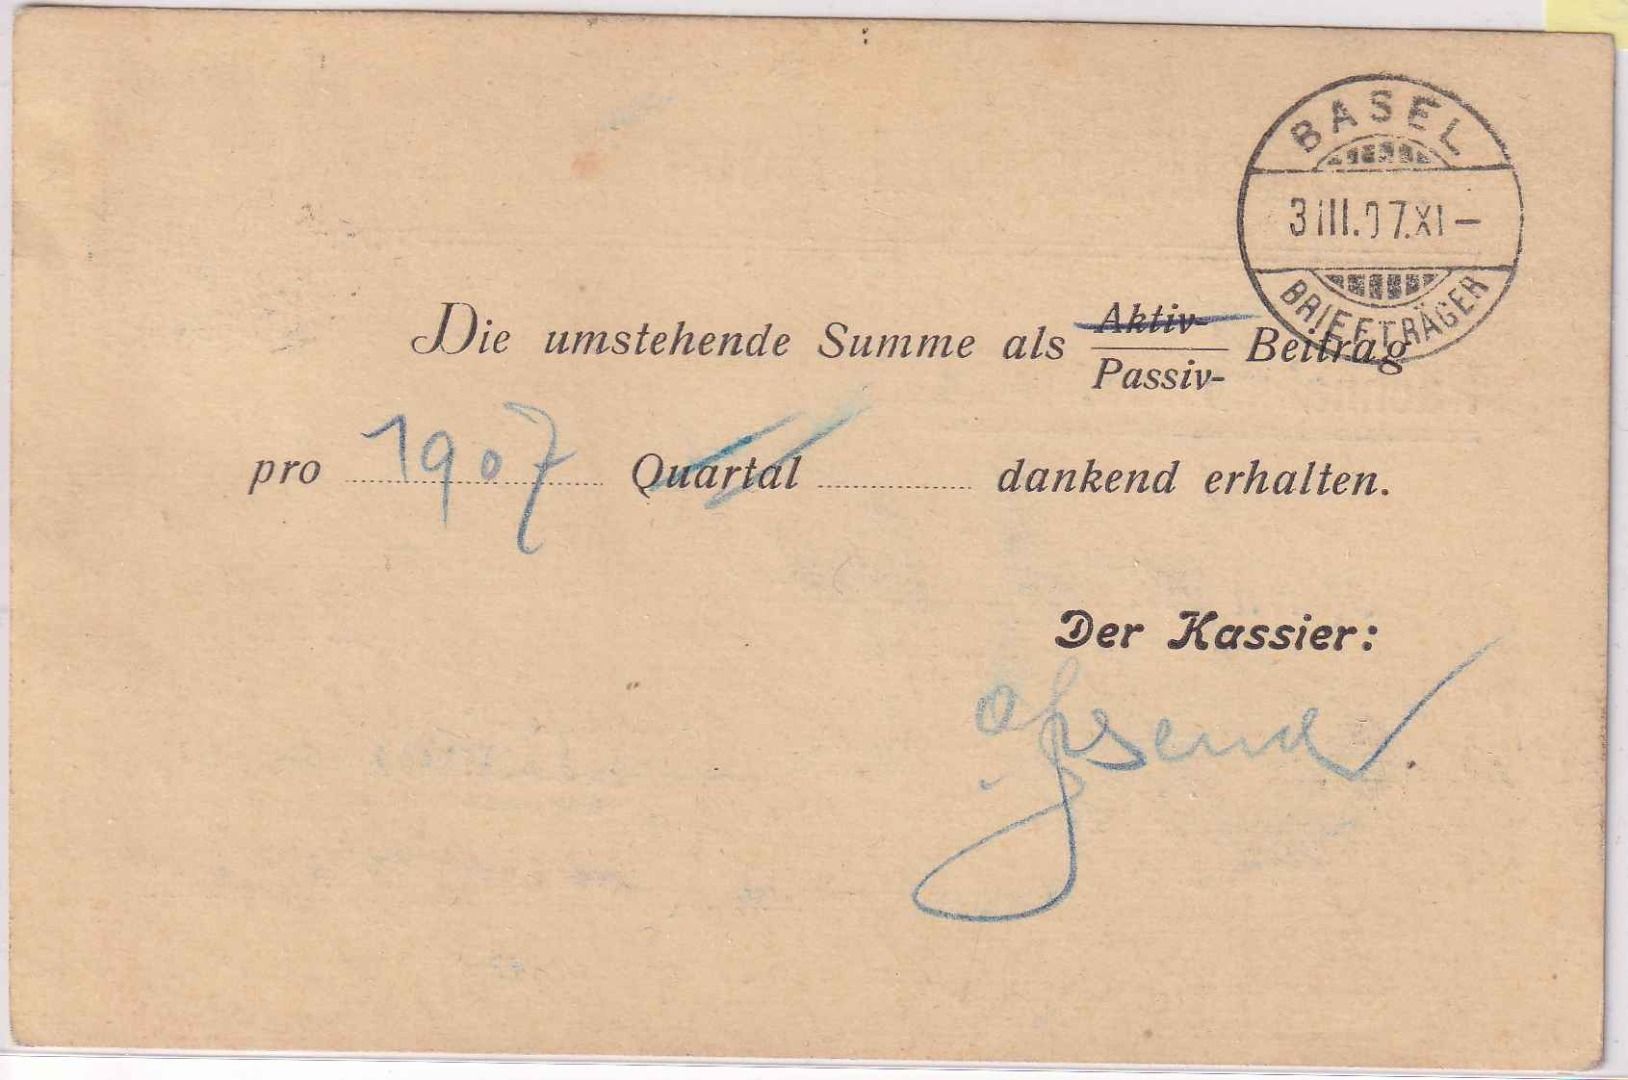 BASEL
3 III. 07. XI –
BRIEFTRÄGER
Die umstehende Summe als Aktiv- Beitrag
Passiv-
pro 1907 Quartal dankend erhalten.
Der Kassier: